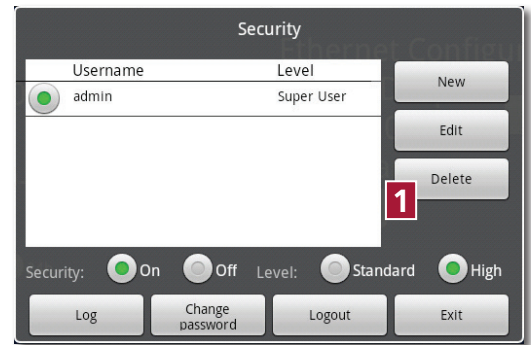 Security
Username Level
New
admin Super User
Edit
Delete
1
Security: On Off Level: Standard High
Log
Change
password
Logout
Exit